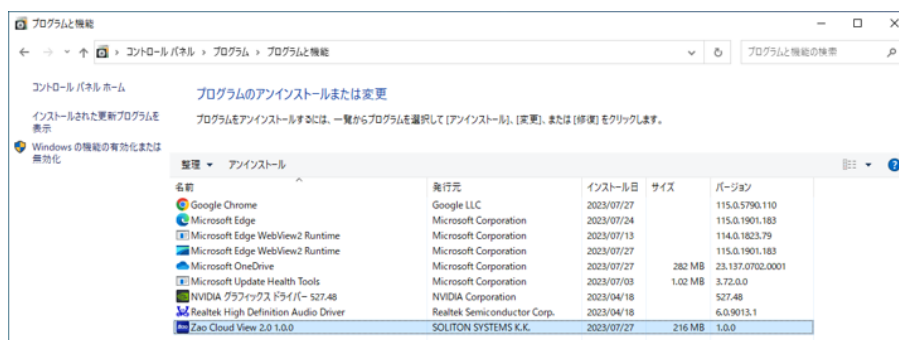 プログラムと機能
コントロール パネル › プログラム › プログラムと機能
プログラムと機能の検索
コントロール パネル ホーム
インストールされた更新プログラムを
表示
Windows の機能の有効化または
無効化
プログラムのアンインストールまたは変更
プログラムをアンインストールするには、一覧からプログラムを選択して [アンインストール]、[変更]、または [修復] をクリックします。
整理 アンインストール
名前 発行元 インストール日 サイズ バージョン
Google Chrome Google LLC 2023/07/27 115.0.5790.110
Microsoft Edge Microsoft Corporation 2023/07/24 115.0.1901.183
Microsoft Edge WebView2 Runtime Microsoft Corporation 2023/07/13 114.0.1823.79
Microsoft Edge WebView2 Runtime Microsoft Corporation 2023/07/27 115.0.1901.183
Microsoft OneDrive Microsoft Corporation 2023/07/27 282 MB 23.137.0702.0001
Microsoft Update Health Tools Microsoft Corporation 2023/07/03 1.02 MB 3.72.0.0
NVIDIA グラフィックス ドライバー 527.48 NVIDIA Corporation 2023/04/18 527.48
Realtek High Definition Audio Driver Realtek Semiconductor Corp. 2023/04/18 6.0.9013.1
Zao Cloud View 2.0 1.0.0 SOLITON SYSTEMS K.K. 2023/07/27 216 MB 1.0.0